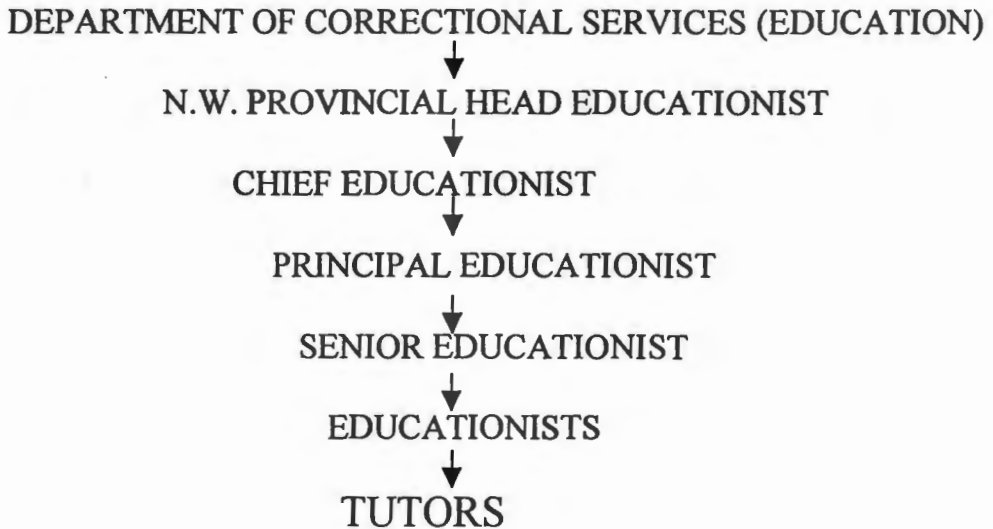 DEPARTMENT OF CORRECTIONAL SERVICES (EDUCATION)
N.W. PROVINCIAL HEAD EDUCATIONIST
CHIEF EDUCATIONIST
PRINCIPAL EDUCATIONIST
SENIOR EDUCATIONIST
EDUCATIONISTS
TUTORS